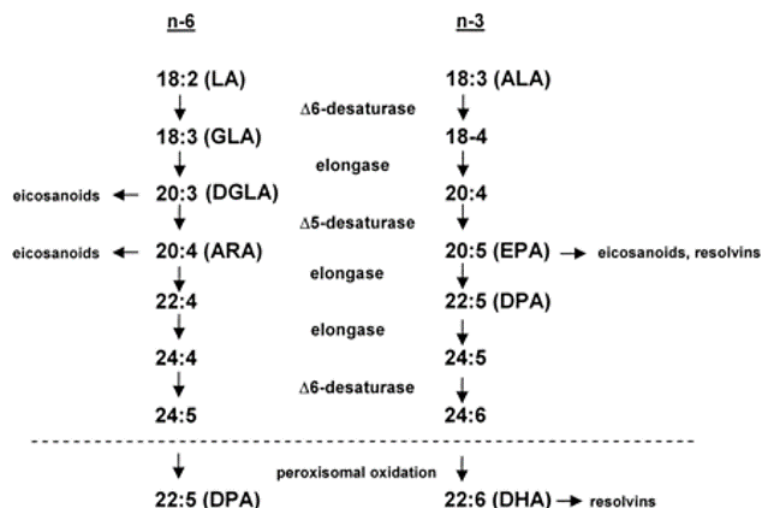 n-6 n-3
18:2 (LA) 18:3 (ALA)
Δ6-desaturase
18:3 (GLA) 18-4
elongase
eicosanoids 20:3 (DGLA) 20:4
Δ5-desaturase
eicosanoids 20:4 (ARA) 20:5 (EPA) eicosanoids, resolvins
elongase
22:4 22:5 (DPA)
elongase
24:4 24:5
Δ6-desaturase
24:5 24:6
peroxisomal oxidation
22:5 (DPA) 22:6 (DHA) resolvins